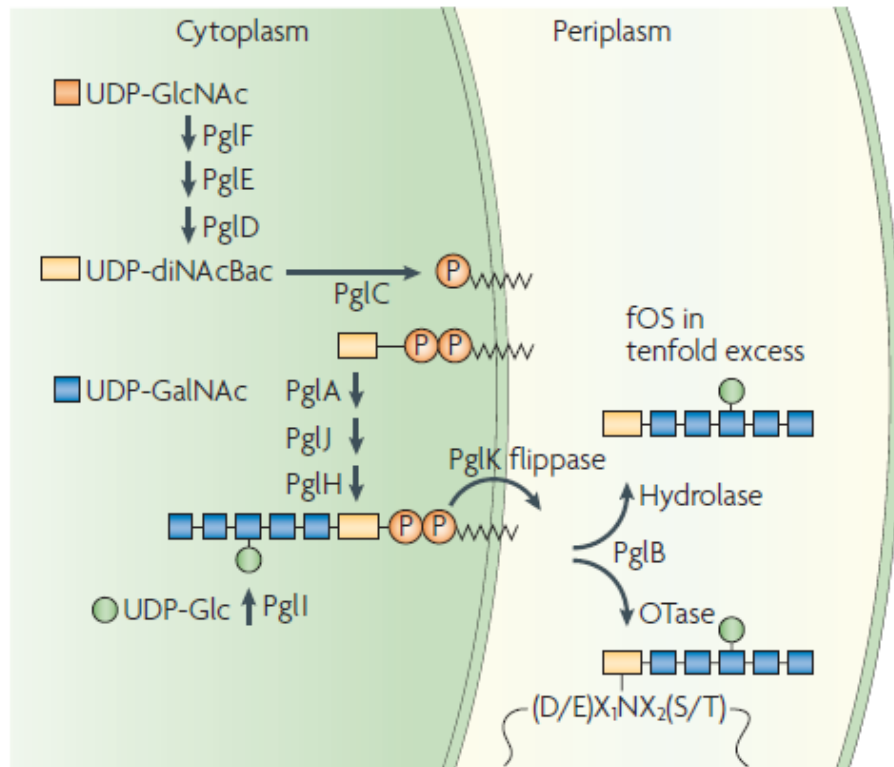 Cytoplasm
Periplasm
UDP-GlcNAc
PglF
PglE
PglD
UDP-diNAcBac
PglC
P
P P
UDP-GalNAc
PglA
PglJ
PglH
fOS in
tenfold excess
PglK flippase
P P
Hydrolase
PglB
UDP-Glc
PglI
OTase
(D/E)X₁NX₂(S/T)